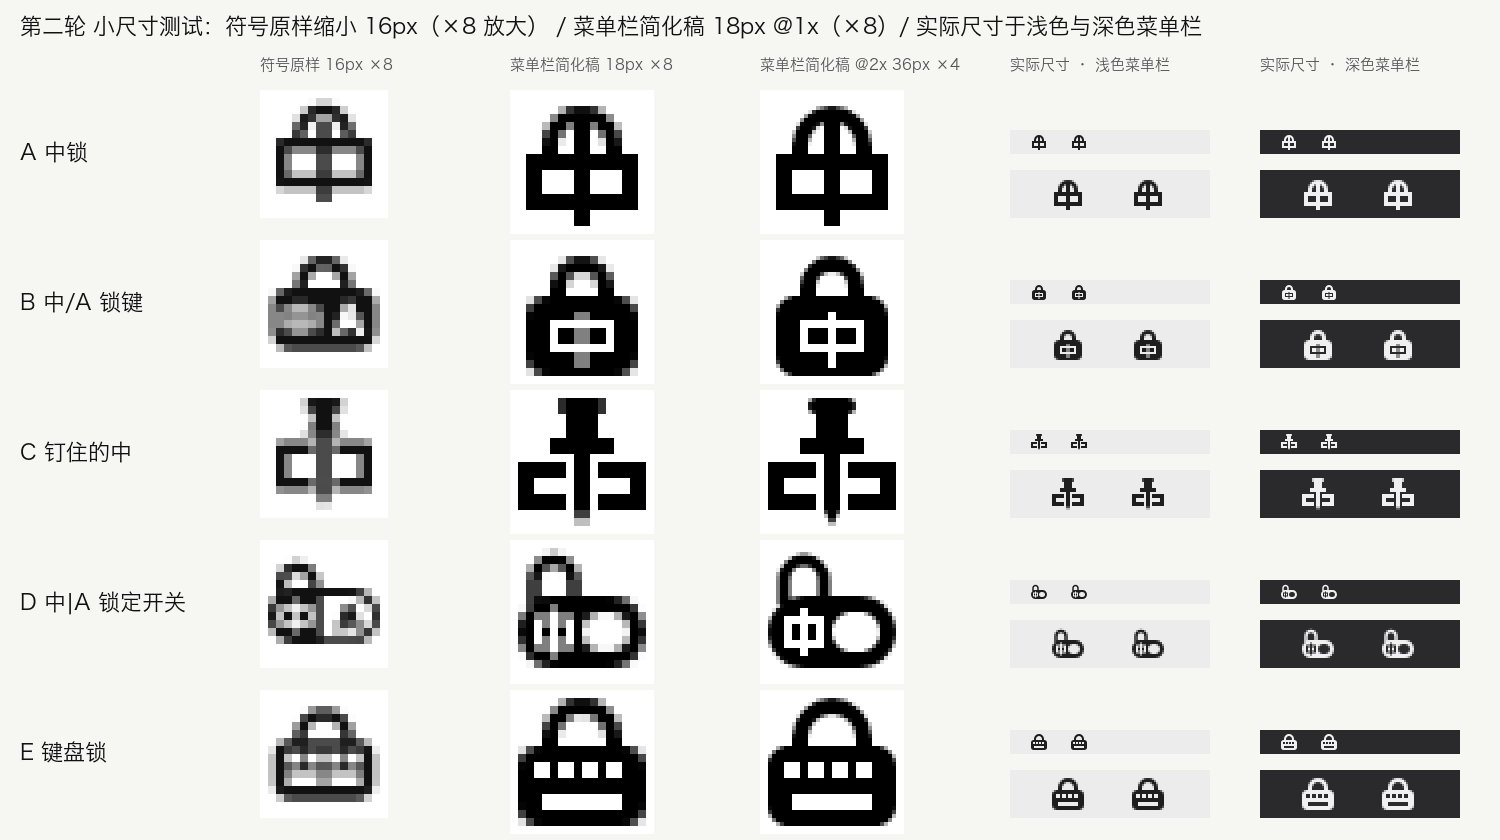 第二轮 小尺寸测试：符号原样缩小 16px（×8 放大） / 菜单栏简化稿 18px @1x（×8）/ 实际尺寸于浅色与深色菜单栏
符号原样 16px ×8
菜单栏简化稿 18px ×8
菜单栏简化稿 @2x 36px ×4
实际尺寸 · 浅色菜单栏
实际尺寸 · 深色菜单栏
A 中锁
B 中/A 锁键
C 钉住的中
D 中|A 锁定开关
E 键盘锁